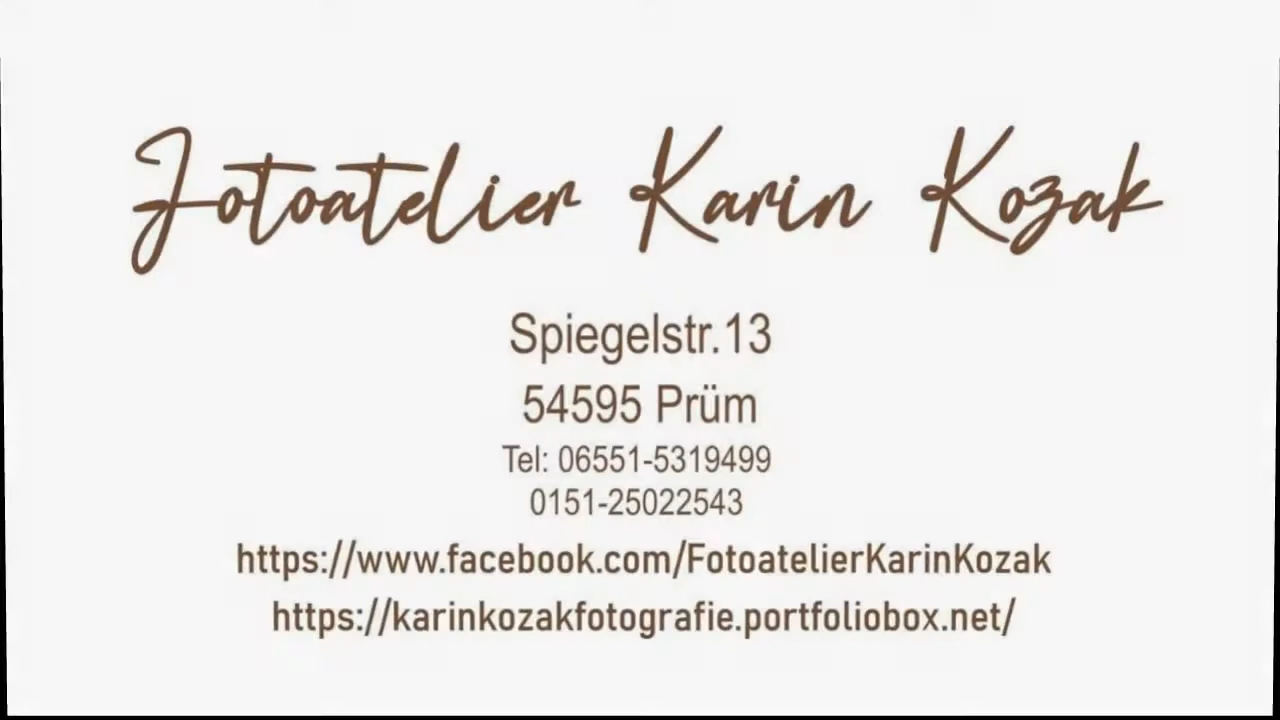 Fotoatelier Karin Kozak
Spiegelstr.13
54595 Prüm
Tel: 06551-5319499
0151-25022543
https://www.facebook.com/FotoatelierKarinKozak
https://karinkozakfotografie.portfoliobox.net/